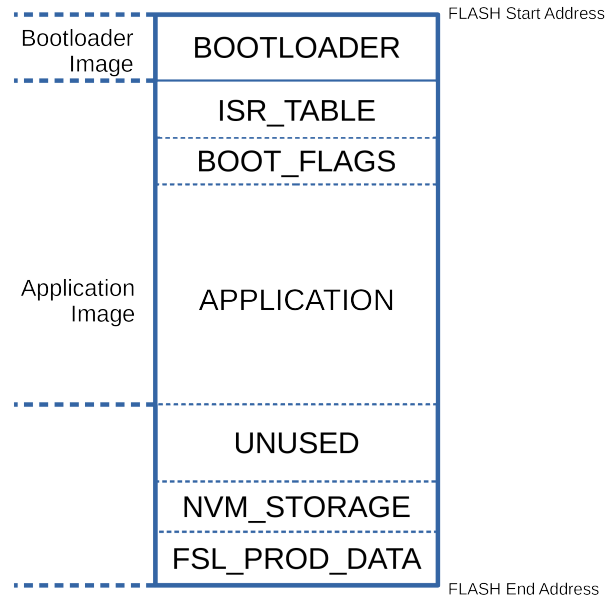 FLASH Start Address
Bootloader
Image
BOOTLOADER
ISR_TABLE
BOOT_FLAGS
Application
Image
APPLICATION
UNUSED
NVM_STORAGE
FSL_PROD_DATA
FLASH End Address